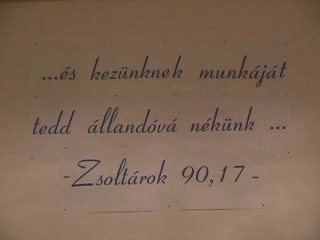 ...és kezünknek munkáját
tedd állandóvá nékünk ...
-Zsoltárok 90,17 -